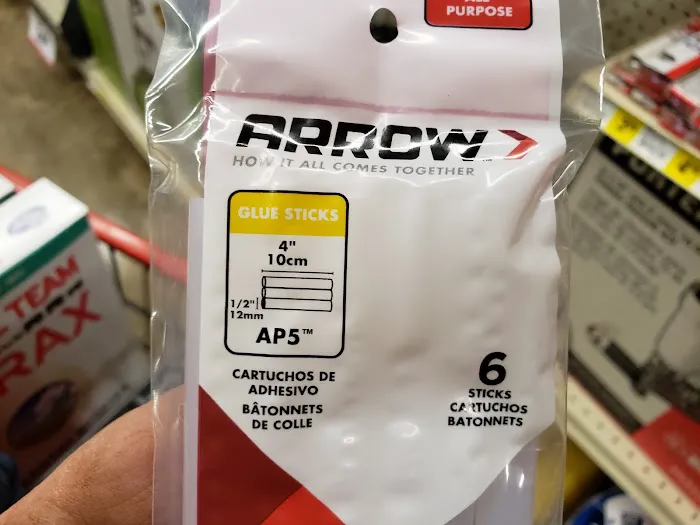 PURPOSE
ARROW
HOW IT ALL COMES TOGETHER
GLUE STICKS
4"
10cm
1/2"
12mm
AP5™
CARTUCHOS DE
ADHESIVO
BÂTONNETS
DE COLLE
6
STICKS
CARTUCHOS
BATONNETS
TEAM
RAX